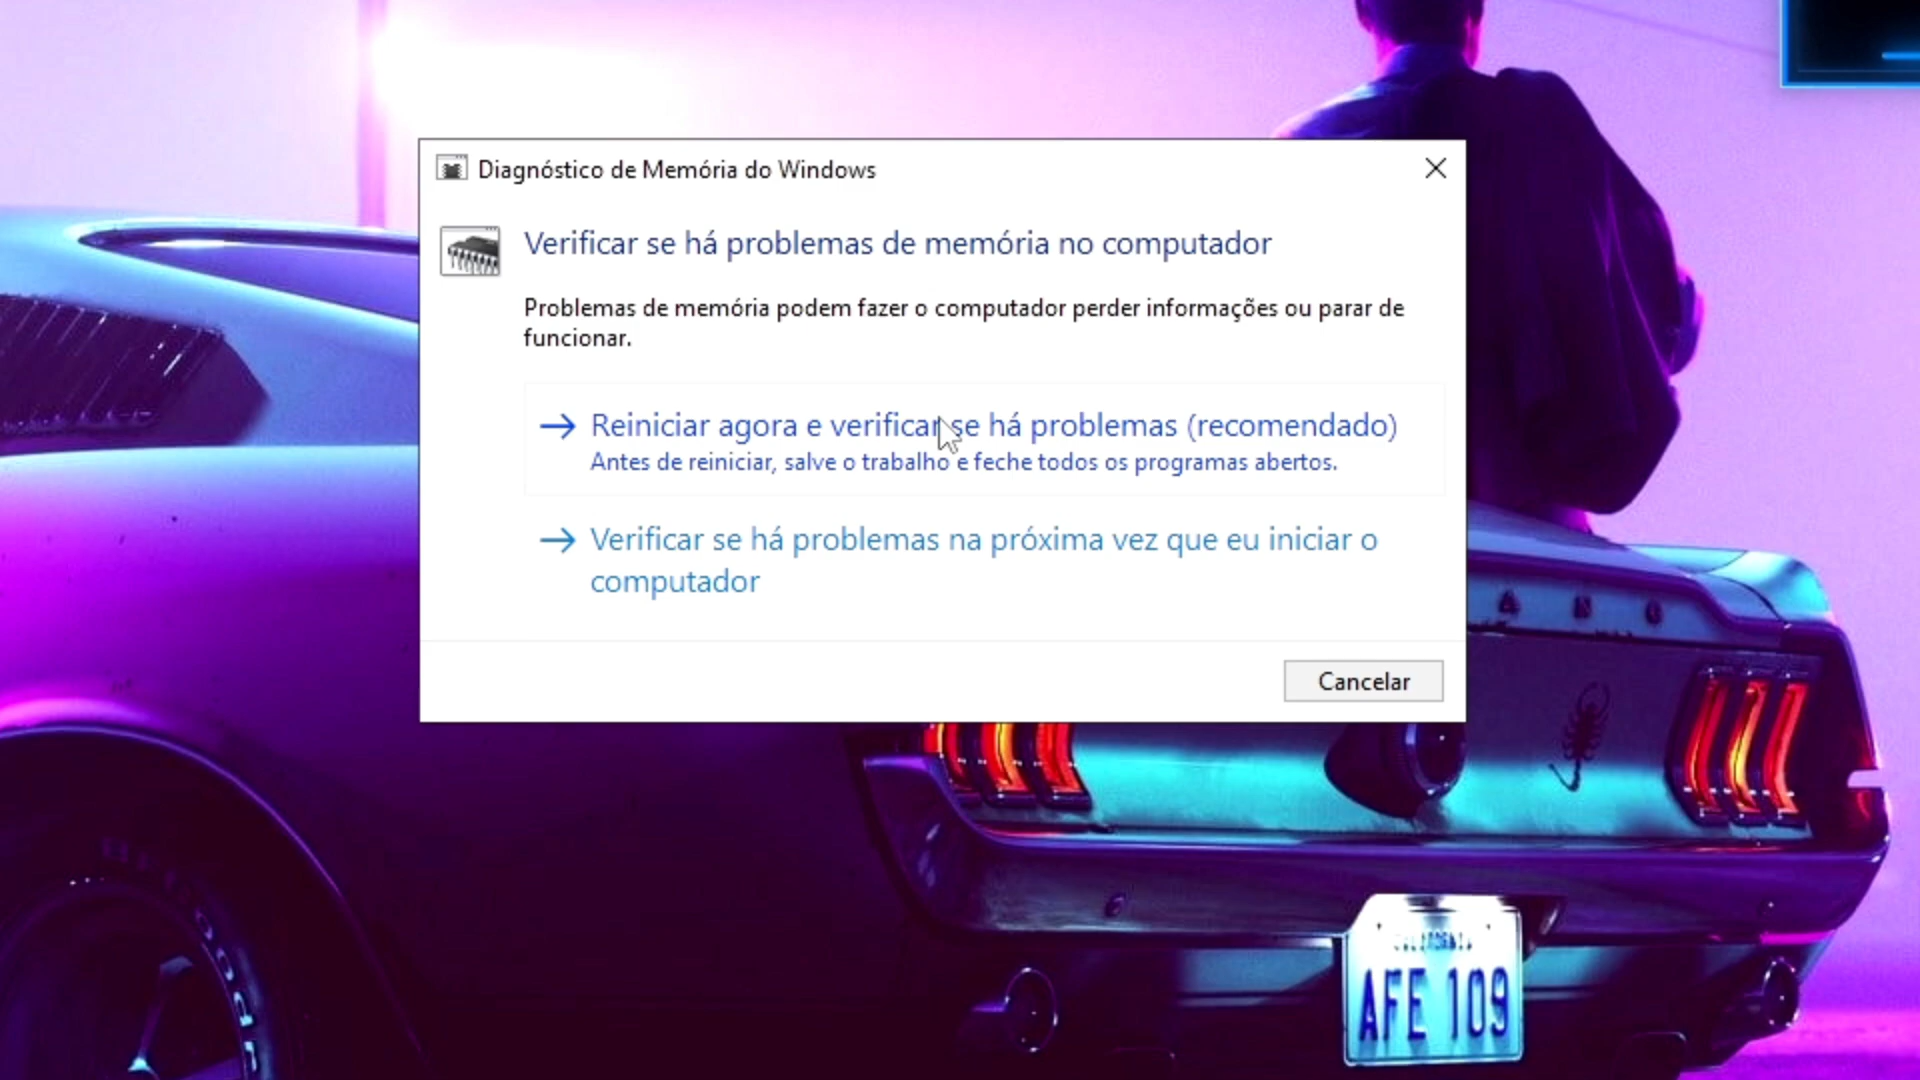 Diagnóstico de Memória do Windows
Verificar se há problemas de memória no computador
Problemas de memória podem fazer o computador perder informações ou parar de
funcionar.
Reiniciar agora e verificar se há problemas (recomendado)
Antes de reiniciar, salve o trabalho e feche todos os programas abertos.
Verificar se há problemas na próxima vez que eu iniciar o
computador
A N G
Cancelar
CALIFORNIA
AFE 109